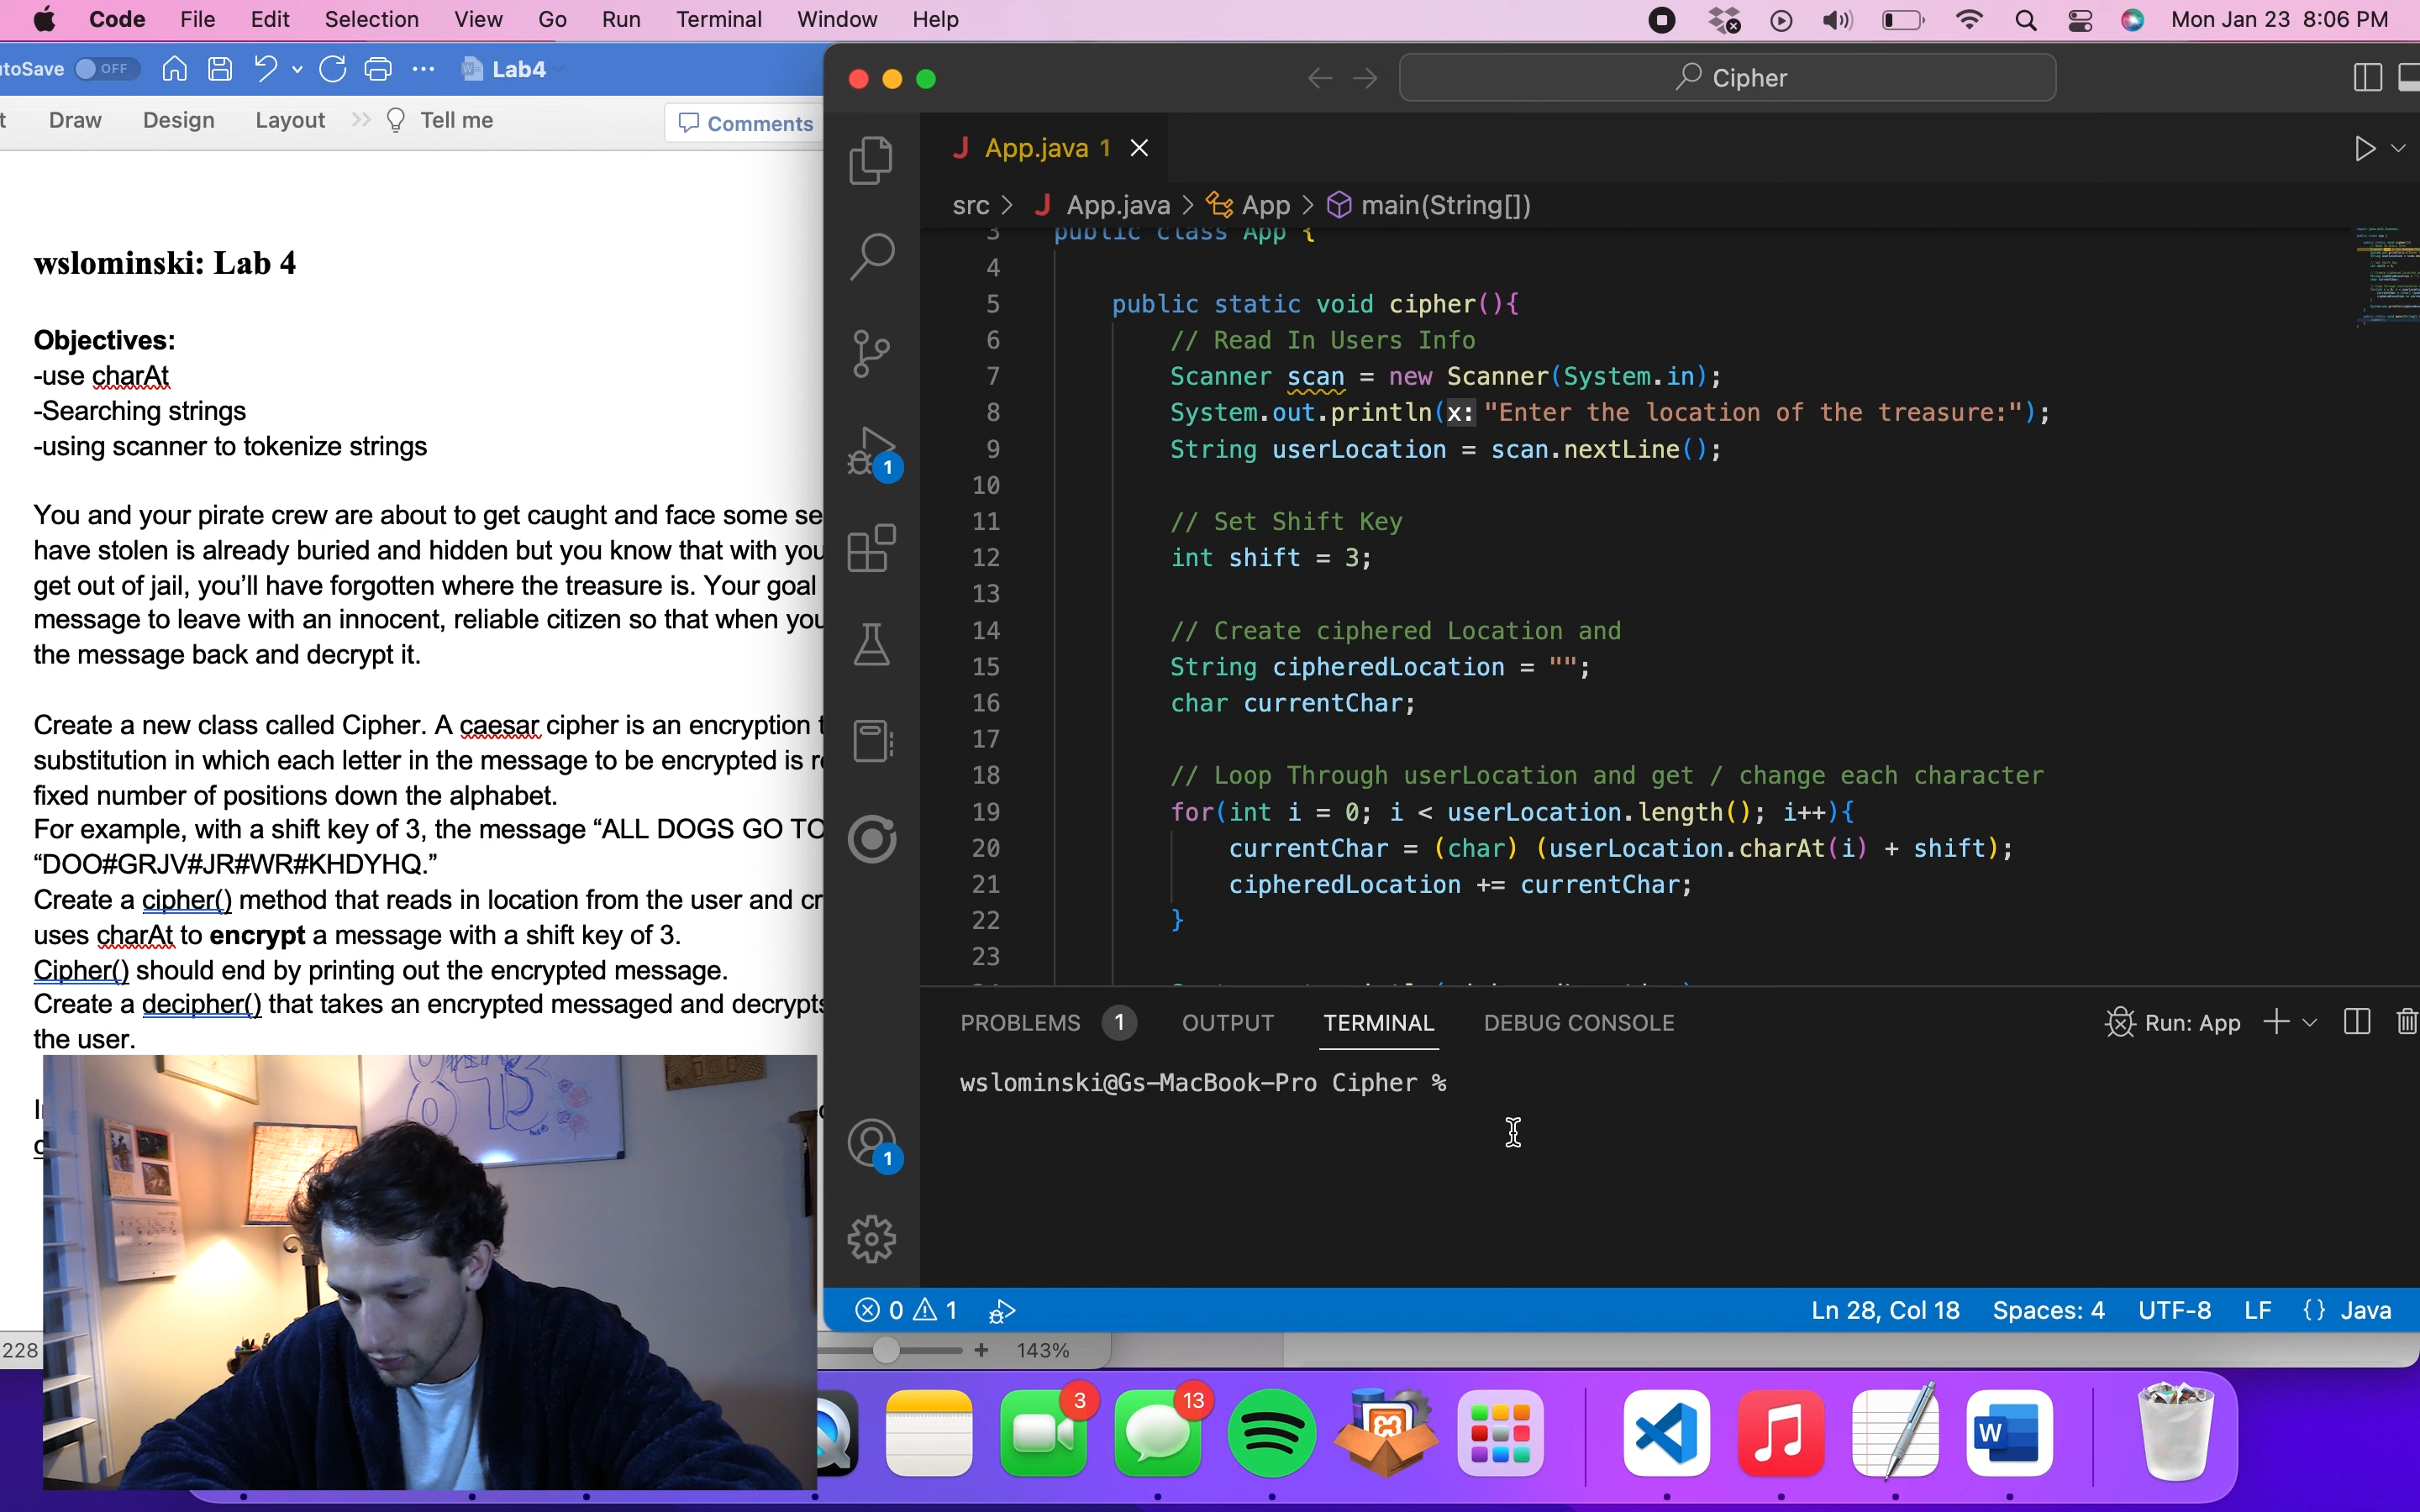 Code File Edit Selection View Go Run Terminal Window Help Mon Jan 23 8:06 PM
toSave OFF Lab4
t Draw Design Layout Tell me Comments
wslominski: Lab 4
Objectives:
-use charAt
-Searching strings
-using scanner to tokenize strings
You and your pirate crew are about to get caught and face some se
have stolen is already buried and hidden but you know that with you
get out of jail, you’ll have forgotten where the treasure is. Your goal
message to leave with an innocent, reliable citizen so that when you
the message back and decrypt it.
Create a new class called Cipher. A caesar cipher is an encryption t
substitution in which each letter in the message to be encrypted is re
fixed number of positions down the alphabet.
For example, with a shift key of 3, the message “ALL DOGS GO TO
“DOO#GRJV#JR#WR#KHDYHQ.”
Create a cipher() method that reads in location from the user and cr
uses charAt to encrypt a message with a shift key of 3.
Cipher() should end by printing out the encrypted message.
Create a decipher() that takes an encrypted messaged and decrypts
the user.
228
143%
Cipher
App.java 1
src > App.java > App > main(String[])
3 public class App {
4
5 public static void cipher(){
6 // Read In Users Info
7 Scanner scan = new Scanner(System.in);
8 System.out.println(x: "Enter the location of the treasure:");
9 String userLocation = scan.nextLine();
10
11 // Set Shift Key
12 int shift = 3;
13
14 // Create ciphered Location and
15 String cipheredLocation = "";
16 char currentChar;
17
18 // Loop Through userLocation and get / change each character
19 for(int i = 0; i < userLocation.length(); i++){
20 currentChar = (char) (userLocation.charAt(i) + shift);
21 cipheredLocation += currentChar;
22 }
23
PROBLEMS 1 OUTPUT TERMINAL DEBUG CONSOLE Run: App
wslominski@Gs-MacBook-Pro Cipher %
1
1
0 1 Ln 28, Col 18 Spaces: 4 UTF-8 LF {} Java
843
3 13
W